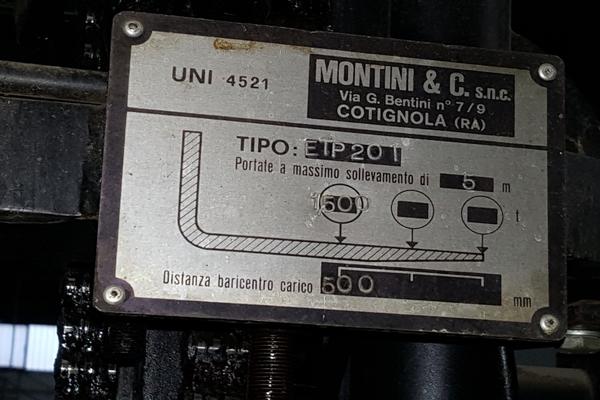 UNI 4521
MONTINI & C. s.n.c.
Via G. Bentini n° 7/9
COTIGNOLA (RA)
TIPO: ETP201
Portate a massimo sollevamento di 5 m
1500 t
Distanza baricentro carico 500 mm